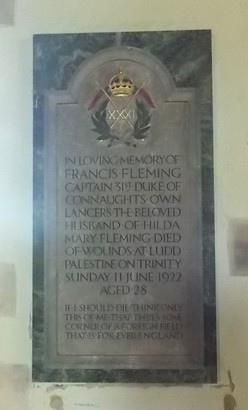 XXXI
IN LOVING MEMORY OF
FRANCIS FLEMING
CAPTAIN 31ST DUKE OF
CONNAUGHTS OWN
LANCERS THE BELOVED
HUSBAND OF HILDA
MARY FLEMING DIED
OF WOUNDS AT LUDD
PALESTINE ON TRINITY
SUNDAY 11 JUNE 1922
AGED 28
IF I SHOULD DIE THINK ONLY
THIS OF ME THAT THERES SOME
CORNER OF A FOREIGN FIELD
THAT IS FOR EVER ENGLAND